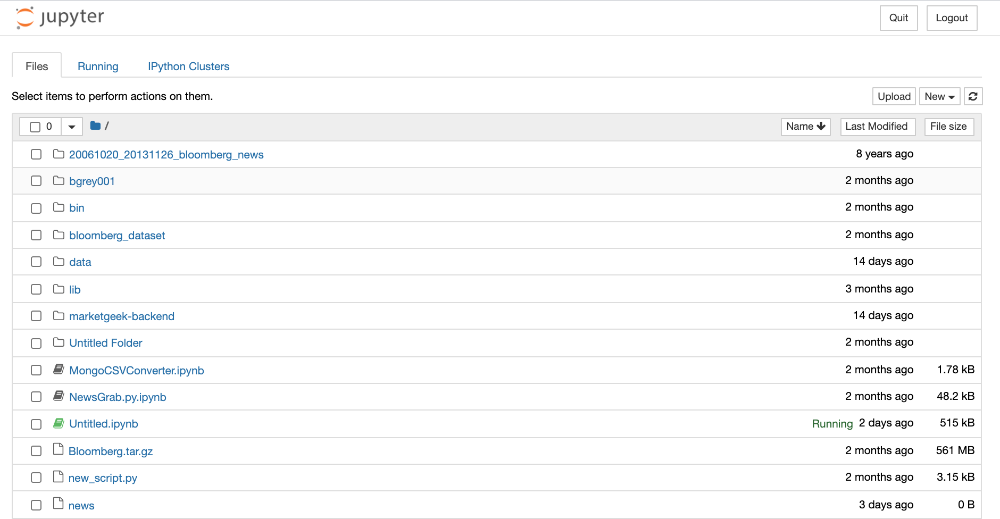 jupyter
Quit Logout
Files Running IPython Clusters
Select items to perform actions on them.
Upload New
0 / Name Last Modified File size
20061020_20131126_bloomberg_news 8 years ago
bgrey001 2 months ago
bin 2 months ago
bloomberg_dataset 2 months ago
data 14 days ago
lib 3 months ago
marketgeek-backend 14 days ago
Untitled Folder 2 months ago
MongoCSVConverter.ipynb 2 months ago 1.78 kB
NewsGrab.py.ipynb 2 months ago 48.2 kB
Untitled.ipynb Running 2 days ago 515 kB
Bloomberg.tar.gz 2 months ago 561 MB
new_script.py 2 months ago 3.15 kB
news 3 days ago 0 B